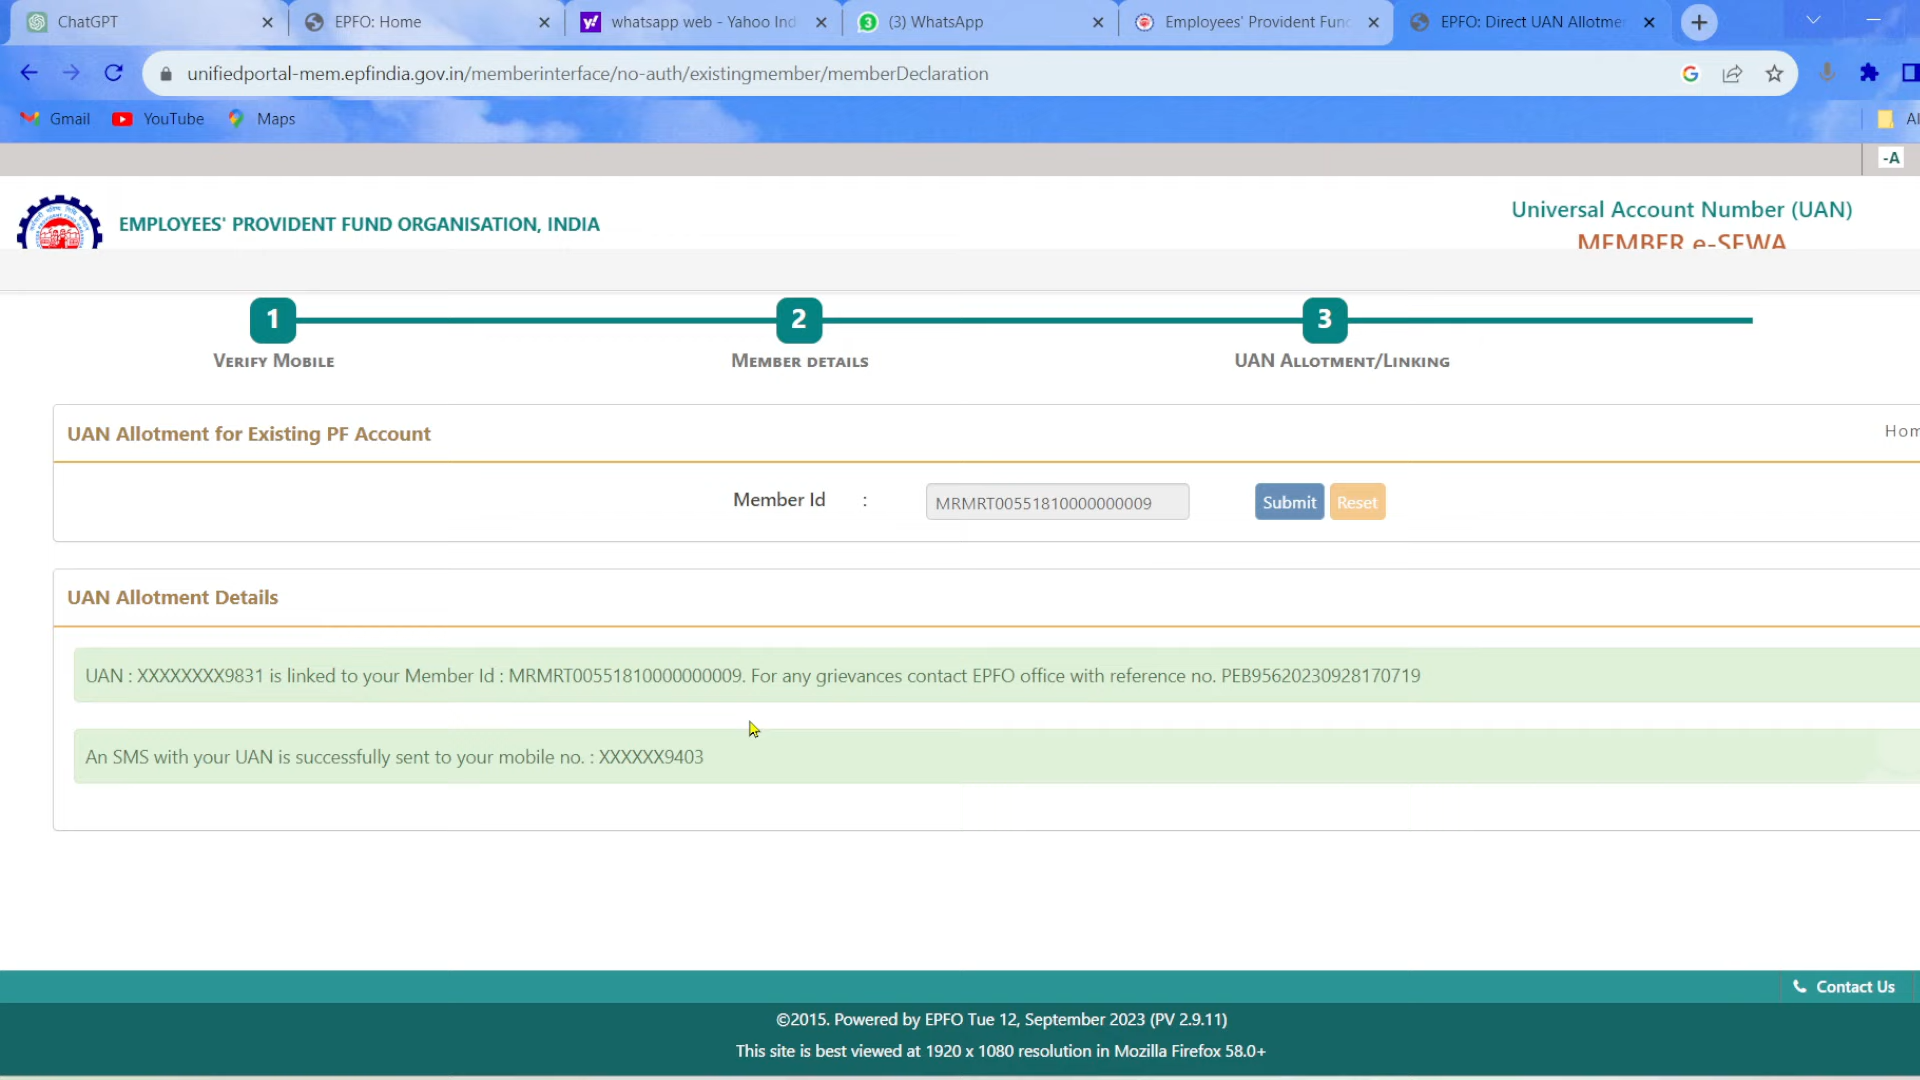 ChatGPT
EPFO: Home
whatsapp web - Yahoo Ind
(3) WhatsApp
Employees' Provident Fund
EPFO: Direct UAN Allotme
unifiedportal-mem.epfindia.gov.in/memberinterface/no-auth/existingmember/memberDeclaration
Gmail
YouTube
Maps
Al
-A
EMPLOYEES' PROVIDENT FUND ORGANISATION, INDIA
Universal Account Number (UAN)
MEMBER e-SEWA
1
2
3
VERIFY MOBILE
MEMBER DETAILS
UAN ALLOTMENT/LINKING
UAN Allotment for Existing PF Account
Hom
Member Id :
MRMRT00551810000000009
Submit
Reset
UAN Allotment Details
UAN : XXXXXXXX9831 is linked to your Member Id : MRMRT00551810000000009. For any grievances contact EPFO office with reference no. PEB95620230928170719
An SMS with your UAN is successfully sent to your mobile no. : XXXXXX9403
Contact Us
©2015. Powered by EPFO Tue 12, September 2023 (PV 2.9.11)
This site is best viewed at 1920 x 1080 resolution in Mozilla Firefox 58.0+